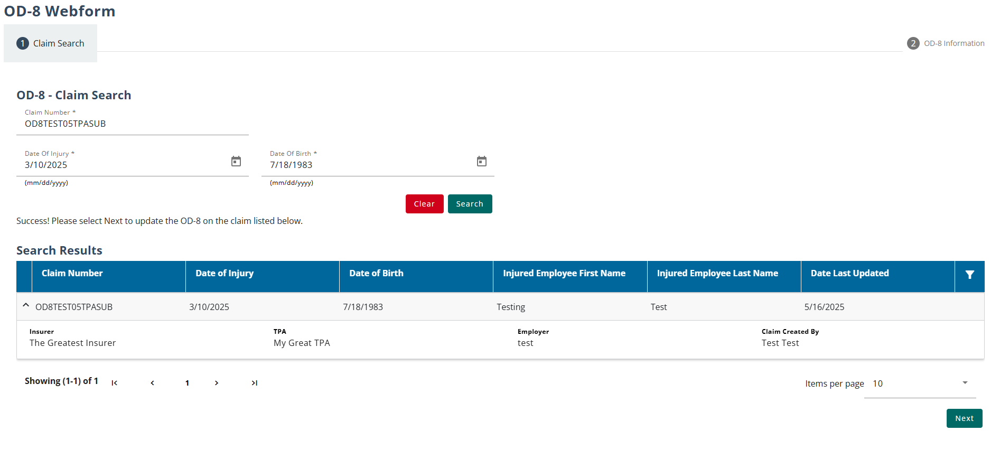 OD-8 Webform
1 Claim Search
2 OD-8 Information
OD-8 - Claim Search
Claim Number *
OD8TEST05TPASUB
Date Of Injury * Date Of Birth *
3/10/2025 7/18/1983
(mm/dd/yyyy) (mm/dd/yyyy)
Clear Search
Success! Please select Next to update the OD-8 on the claim listed below.
Search Results
Claim Number Date of Injury Date of Birth Injured Employee First Name Injured Employee Last Name Date Last Updated
OD8TEST05TPASUB 3/10/2025 7/18/1983 Testing Test 5/16/2025
Insurer TPA Employer Claim Created By
The Greatest Insurer My Great TPA test Test Test
Showing (1-1) of 1 1 Items per page 10
Next